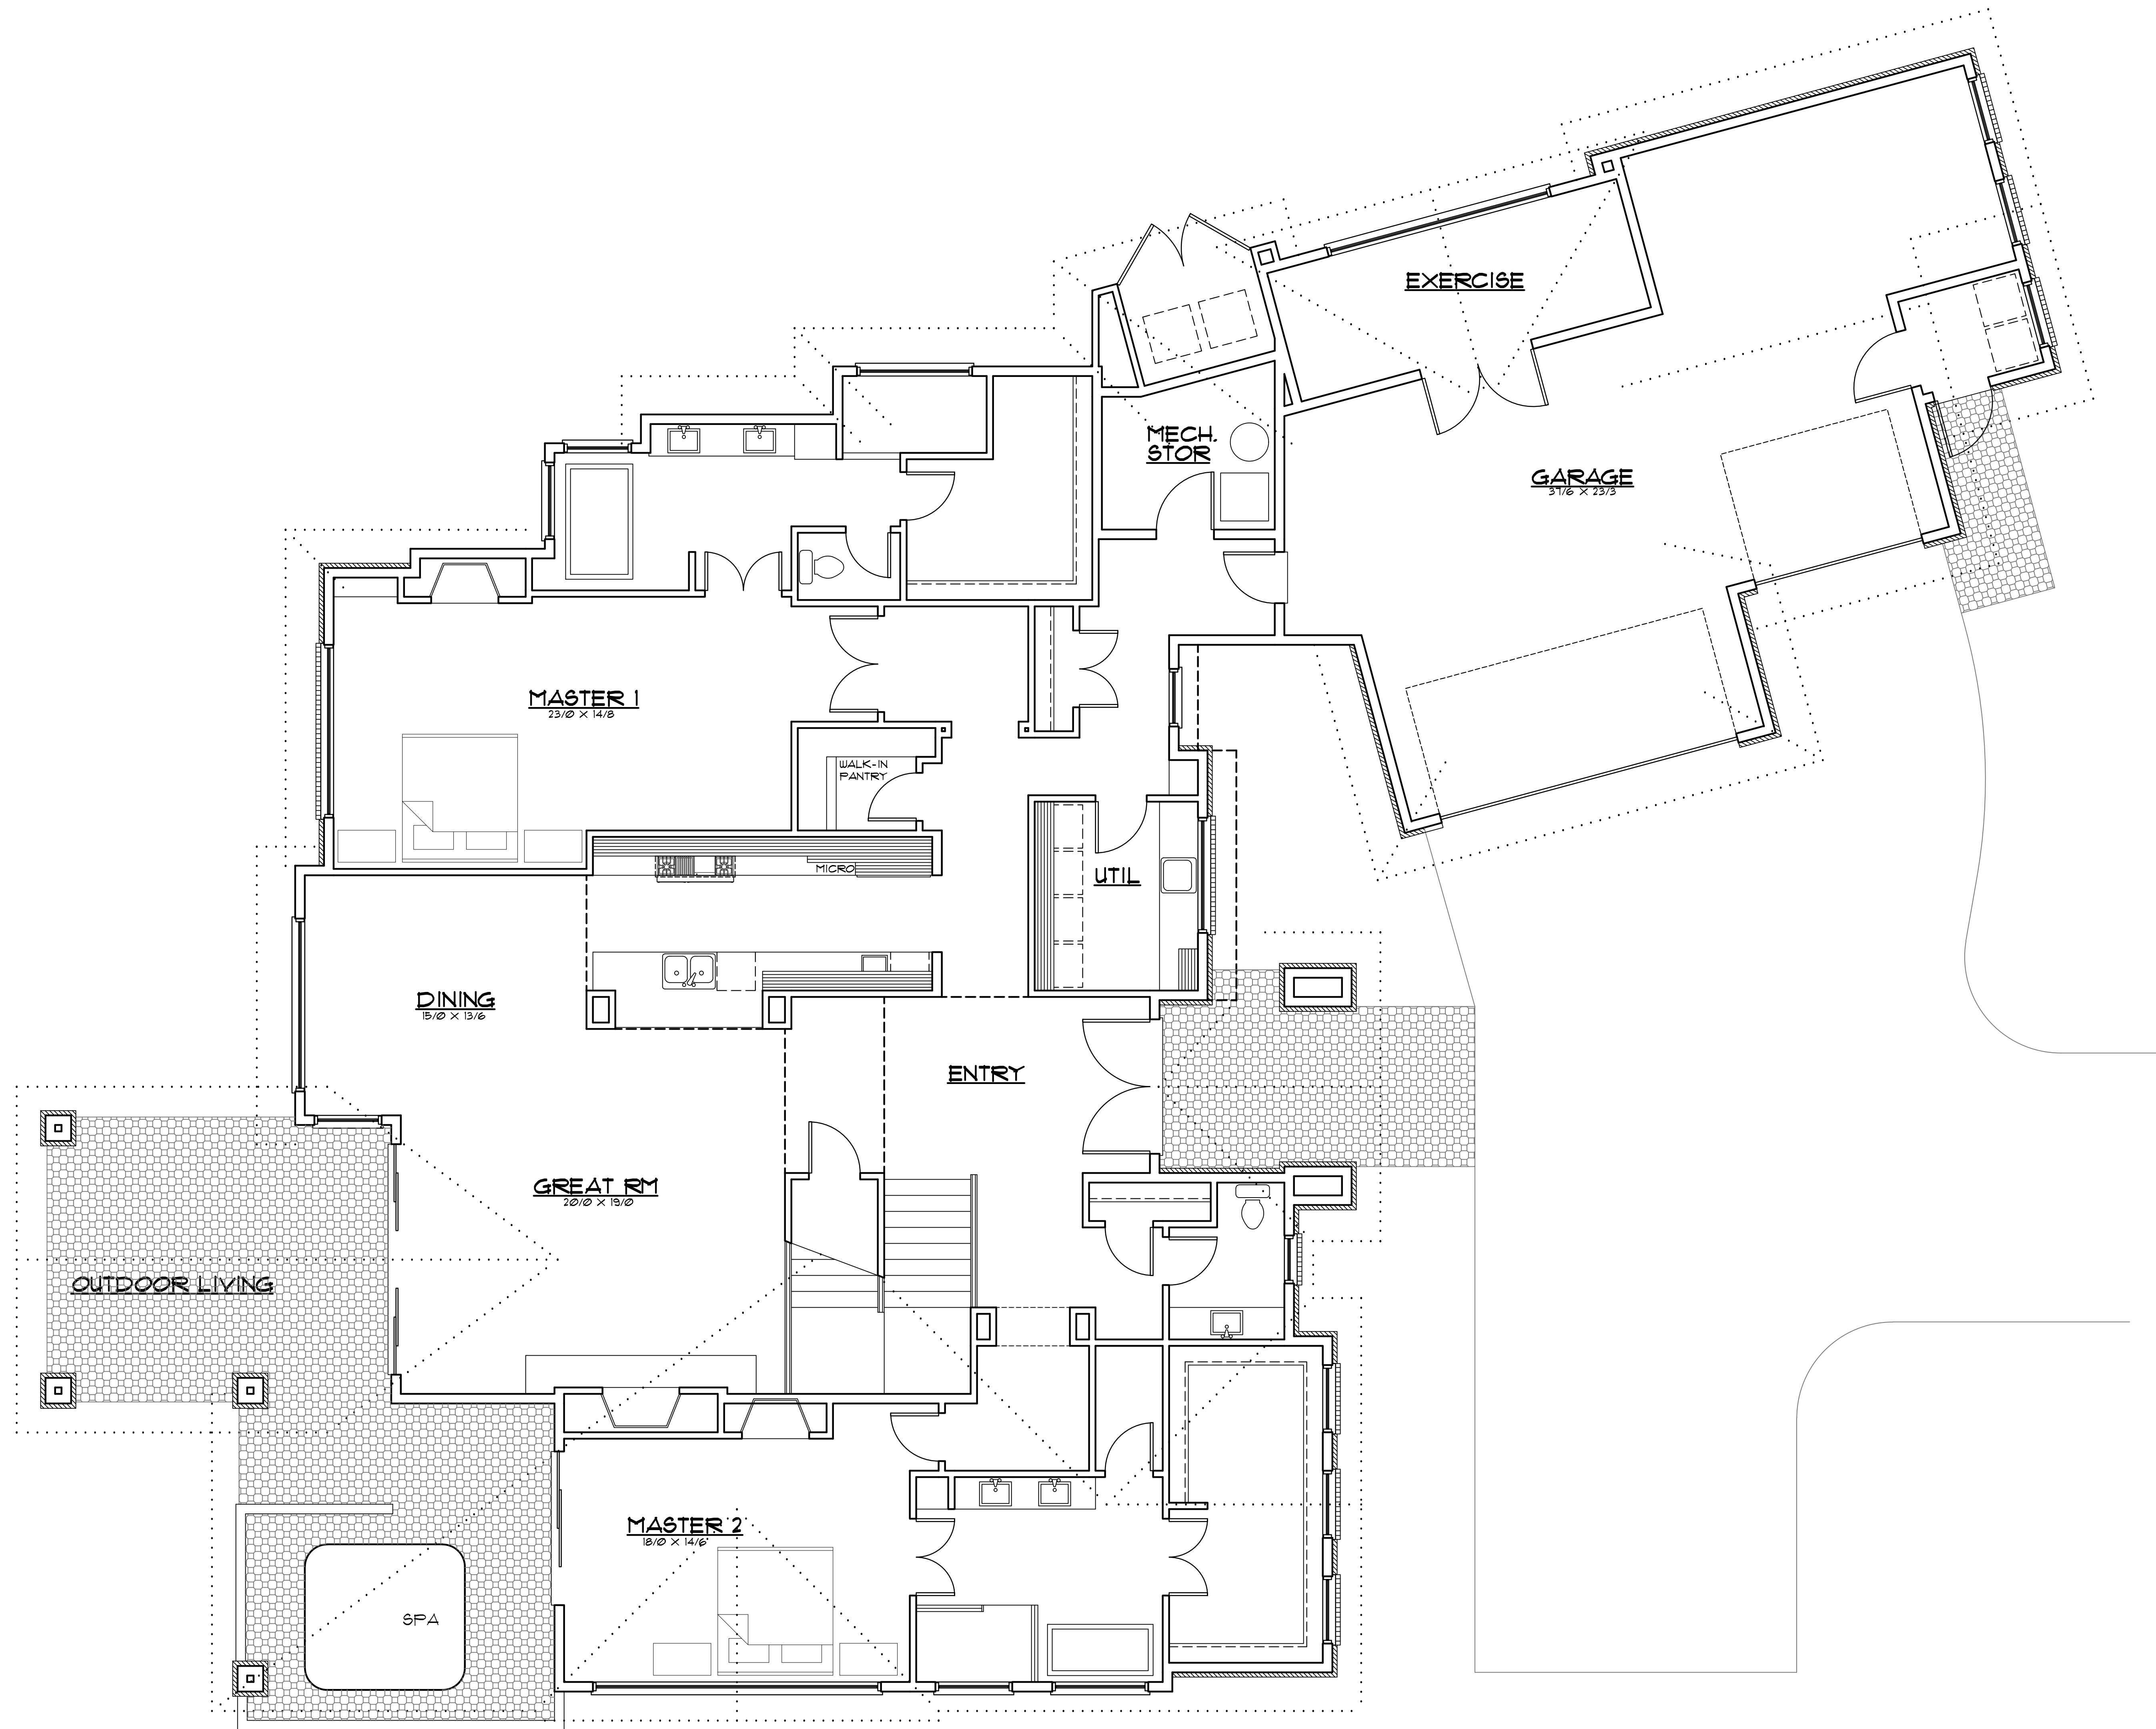 EXERCISE
MECH.
STOR
GARAGE
37/6 X 23/3
MASTER 1
23/0 X 14/8
WALK-IN
PANTRY
MICRO
UTIL
DINING
15/0 X 13/6
ENTRY
GREAT RM
20/0 X 19/0
OUTDOOR LIVING
MASTER 2
18/0 X 14/6
SPA